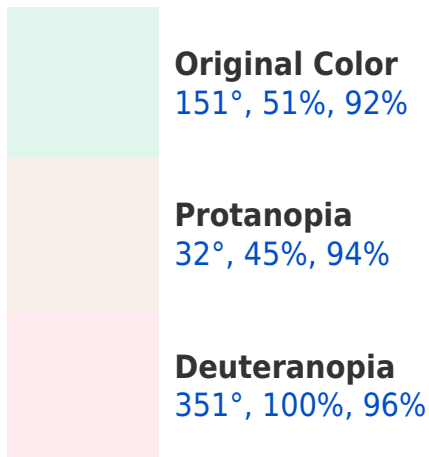 Original Color
151°, 51%, 92%
Protanopia
32°, 45%, 94%
Deuteranopia
351°, 100%, 96%